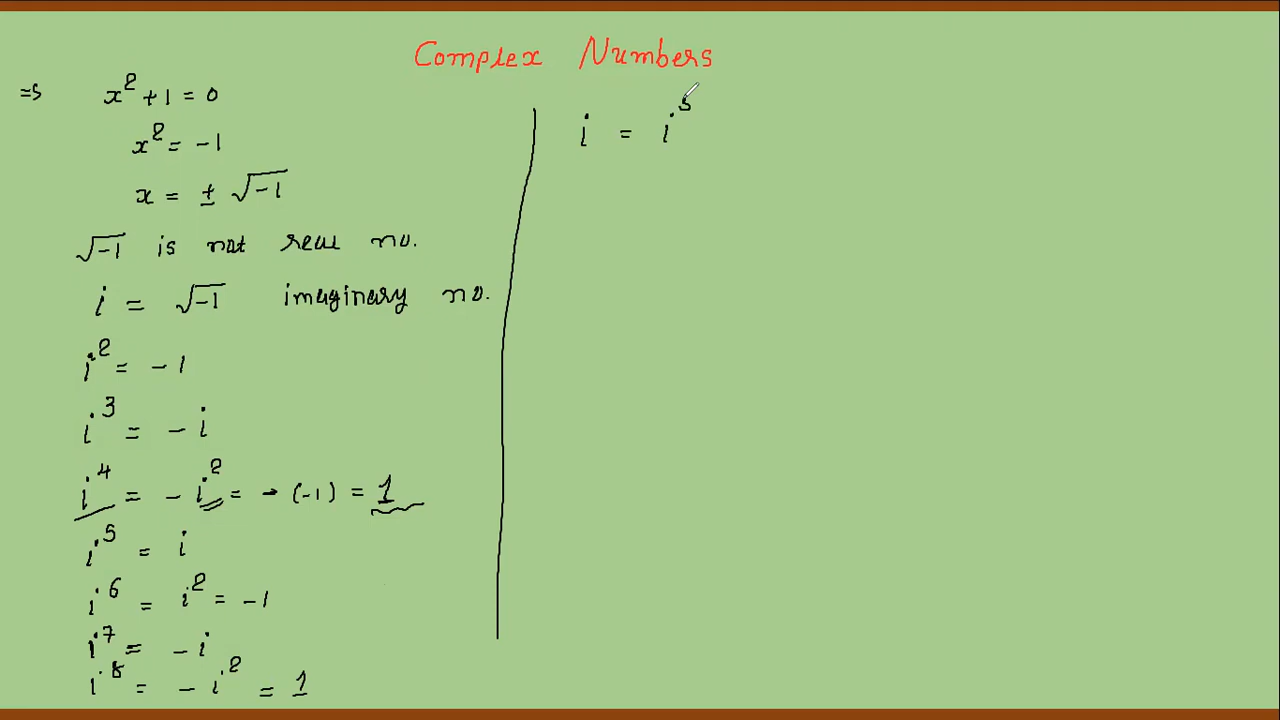 Complex Numbers
⇒ x² + 1 = 0
x² = -1
x = ± √-1
√-1 is not real no.
i = √-1 imaginary no.
i² = -1
i³ = - i
i⁴ = - i² = - (-1) = 1
i⁵ = i
i⁶ = i² = -1
i⁷ = - i
i⁸ = - i² = 1
i = i⁵